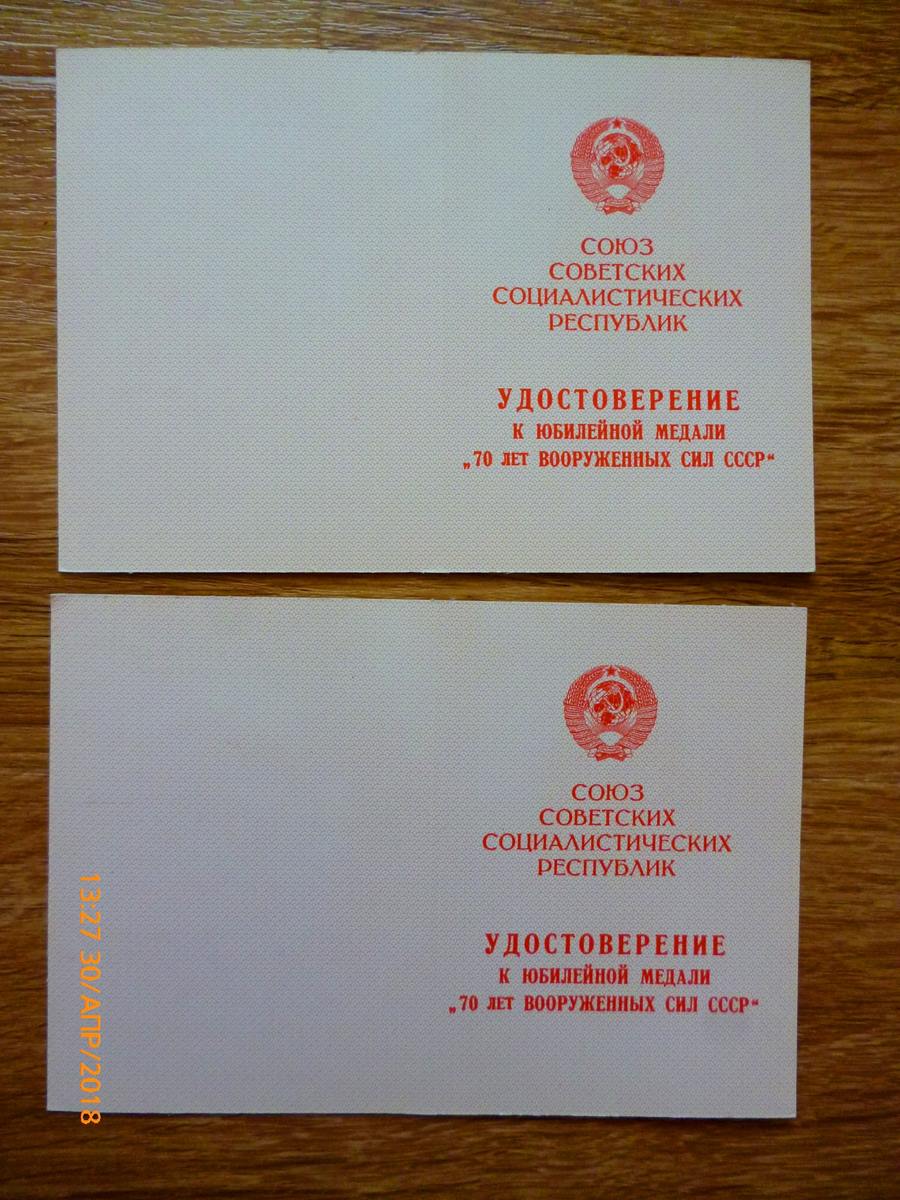 СОЮЗ
СОВЕТСКИХ
СОЦИАЛИСТИЧЕСКИХ
РЕСПУБЛИК
УДОСТОВЕРЕНИЕ
К ЮБИЛЕЙНОЙ МЕДАЛИ
„70 ЛЕТ ВООРУЖЕННЫХ СИЛ СССР“
СОЮЗ
СОВЕТСКИХ
СОЦИАЛИСТИЧЕСКИХ
РЕСПУБЛИК
УДОСТОВЕРЕНИЕ
К ЮБИЛЕЙНОЙ МЕДАЛИ
„70 ЛЕТ ВООРУЖЕННЫХ СИЛ СССР“
13:27 30/АПР/2018